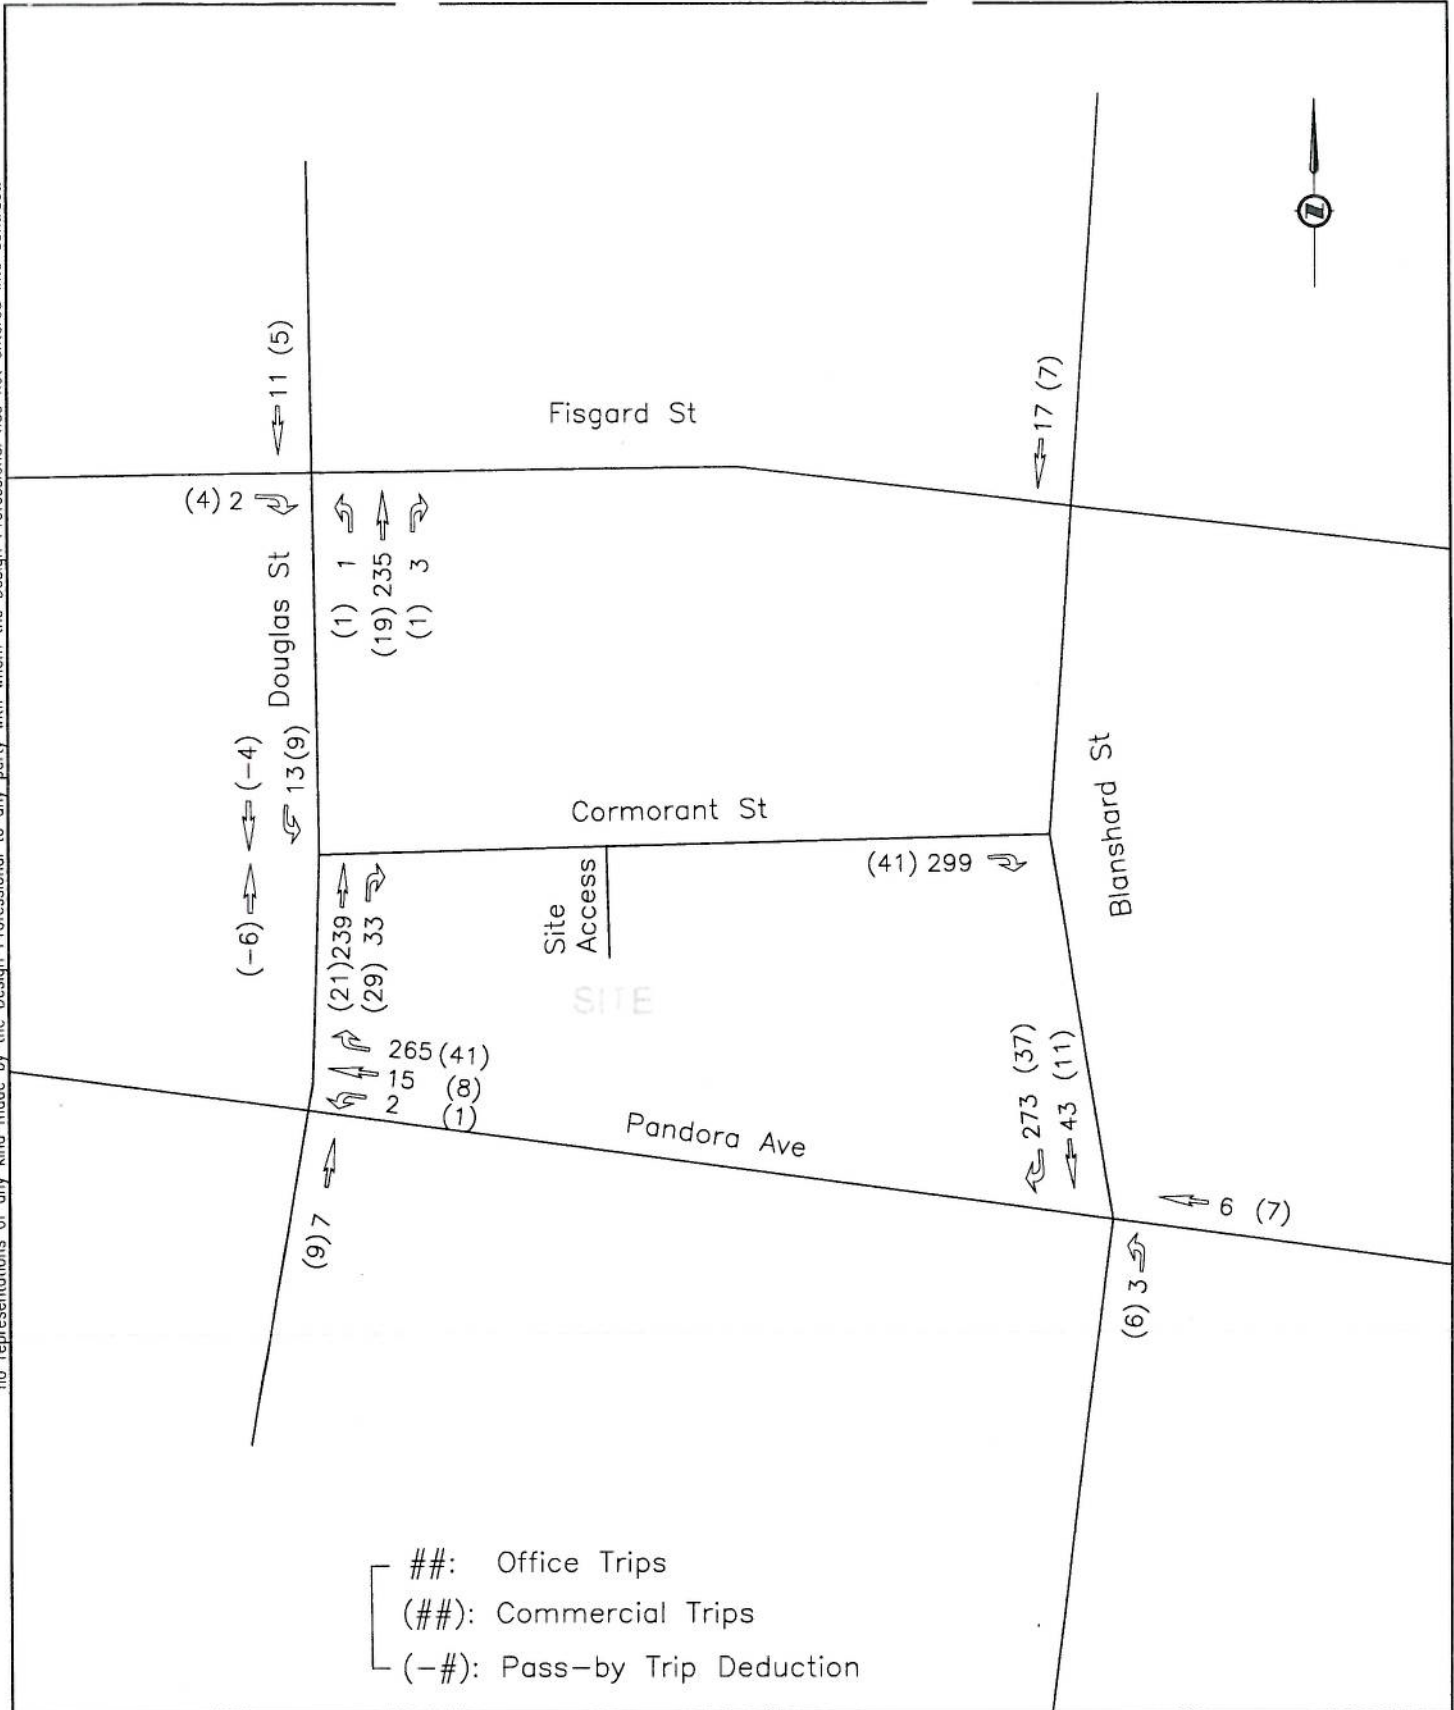 11 (5)
Fisgard St
17 (7)
(4) 2
(1) 1
(19) 235
(1) 3
Douglas St
(-4)
13(9)
Cormorant St
(41) 299
Blanshard St
(-6)
(21)239
(29) 33
Site
Access
SITE
265(41)
15 (8)
2 (1)
Pandora Ave
273 (37)
43 (11)
6 (7)
(9)7
(6) 3
##: Office Trips
(##): Commercial Trips
(-#): Pass-by Trip Deduction
N